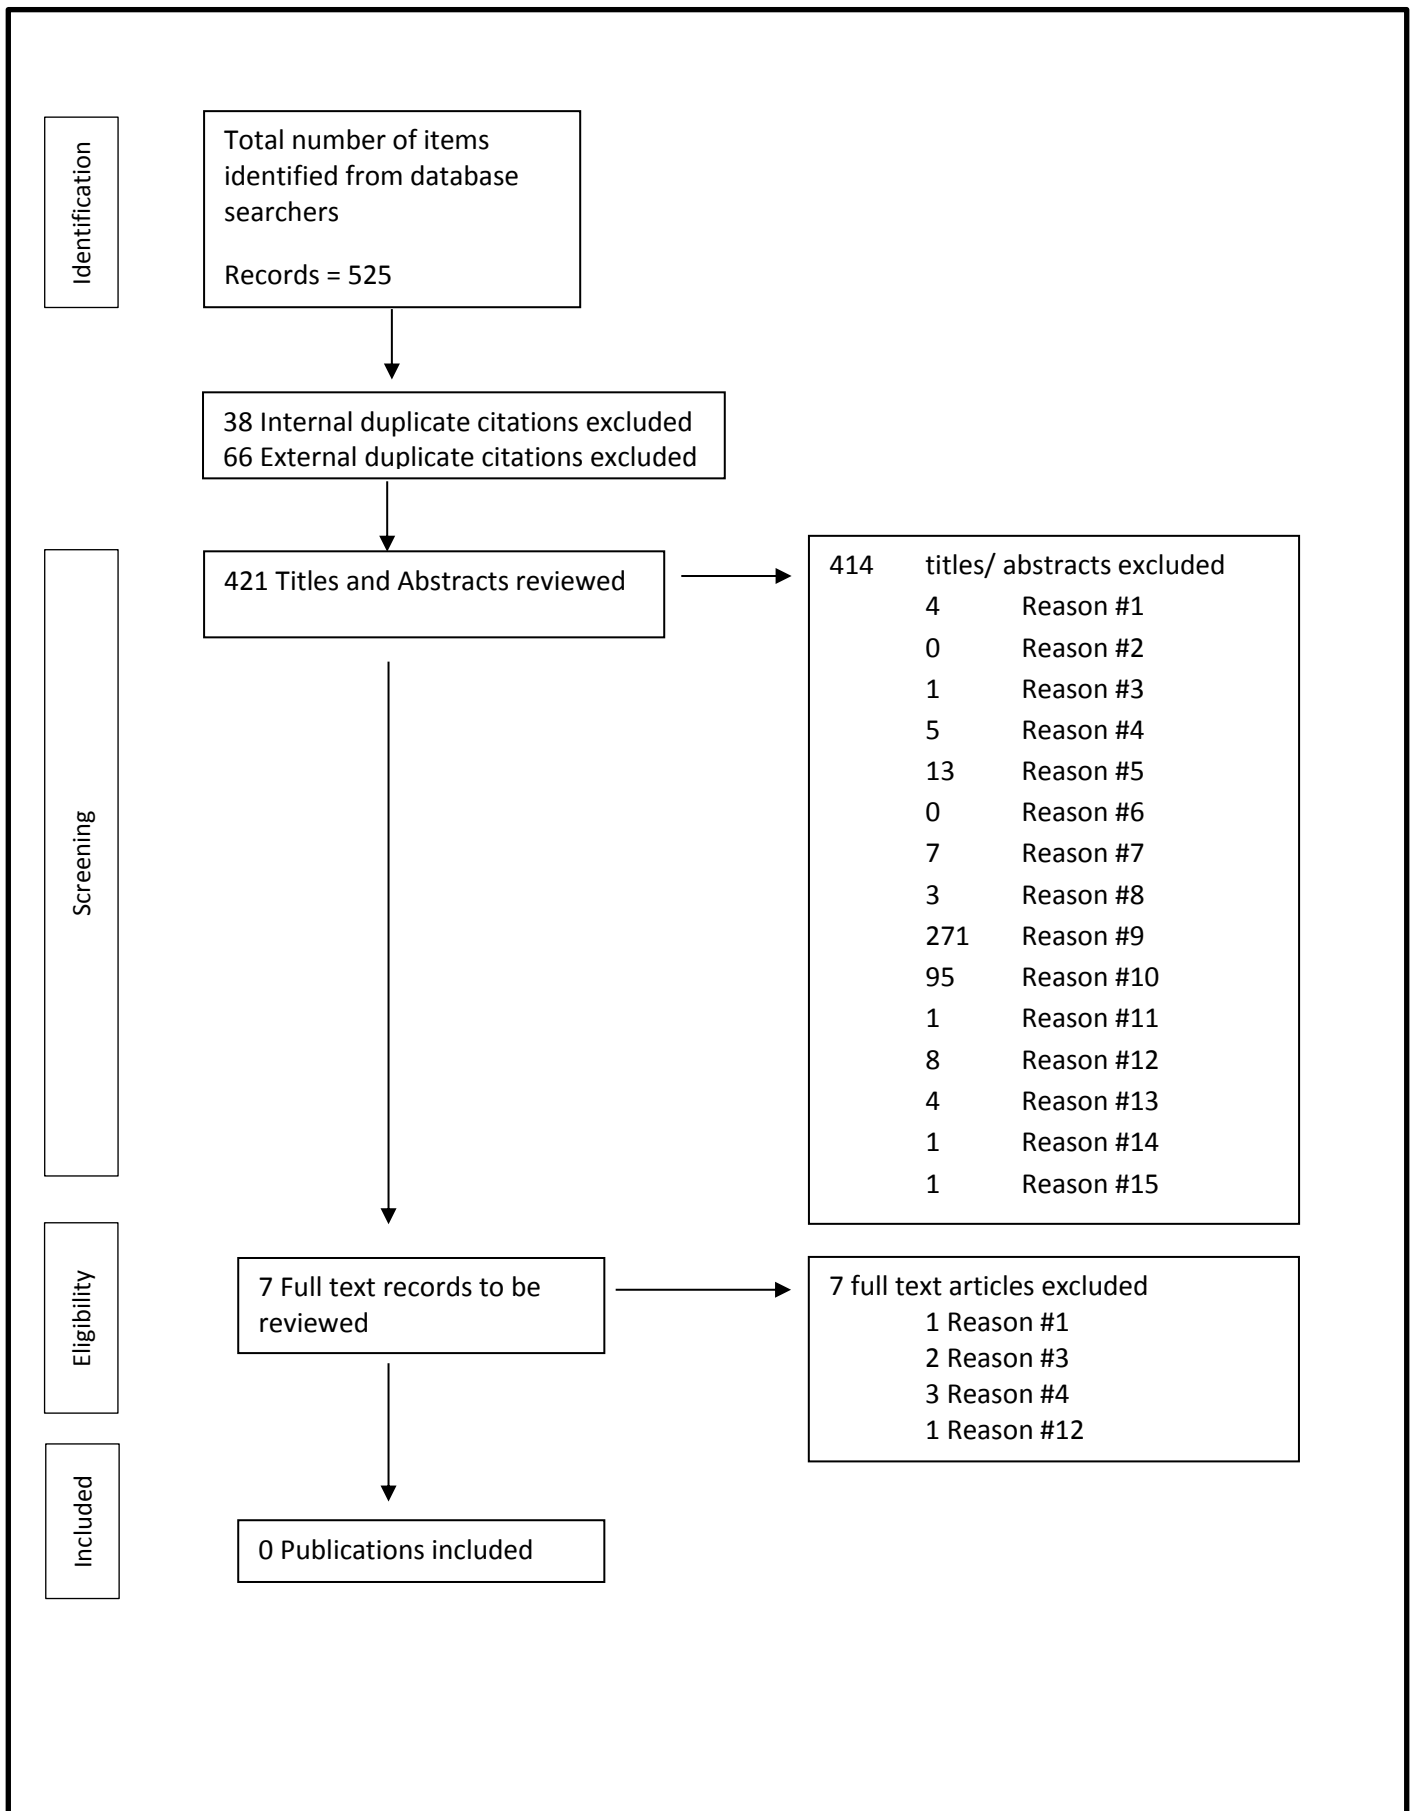 Identification
Total number of items
identified from database
searchers
Records = 525
38 Internal duplicate citations excluded
66 External duplicate citations excluded
Screening
421 Titles and Abstracts reviewed
414 titles/ abstracts excluded
4 Reason #1
0 Reason #2
1 Reason #3
5 Reason #4
13 Reason #5
0 Reason #6
7 Reason #7
3 Reason #8
271 Reason #9
95 Reason #10
1 Reason #11
8 Reason #12
4 Reason #13
1 Reason #14
1 Reason #15
Eligibility
7 Full text records to be
reviewed
7 full text articles excluded
1 Reason #1
2 Reason #3
3 Reason #4
1 Reason #12
Included
0 Publications included